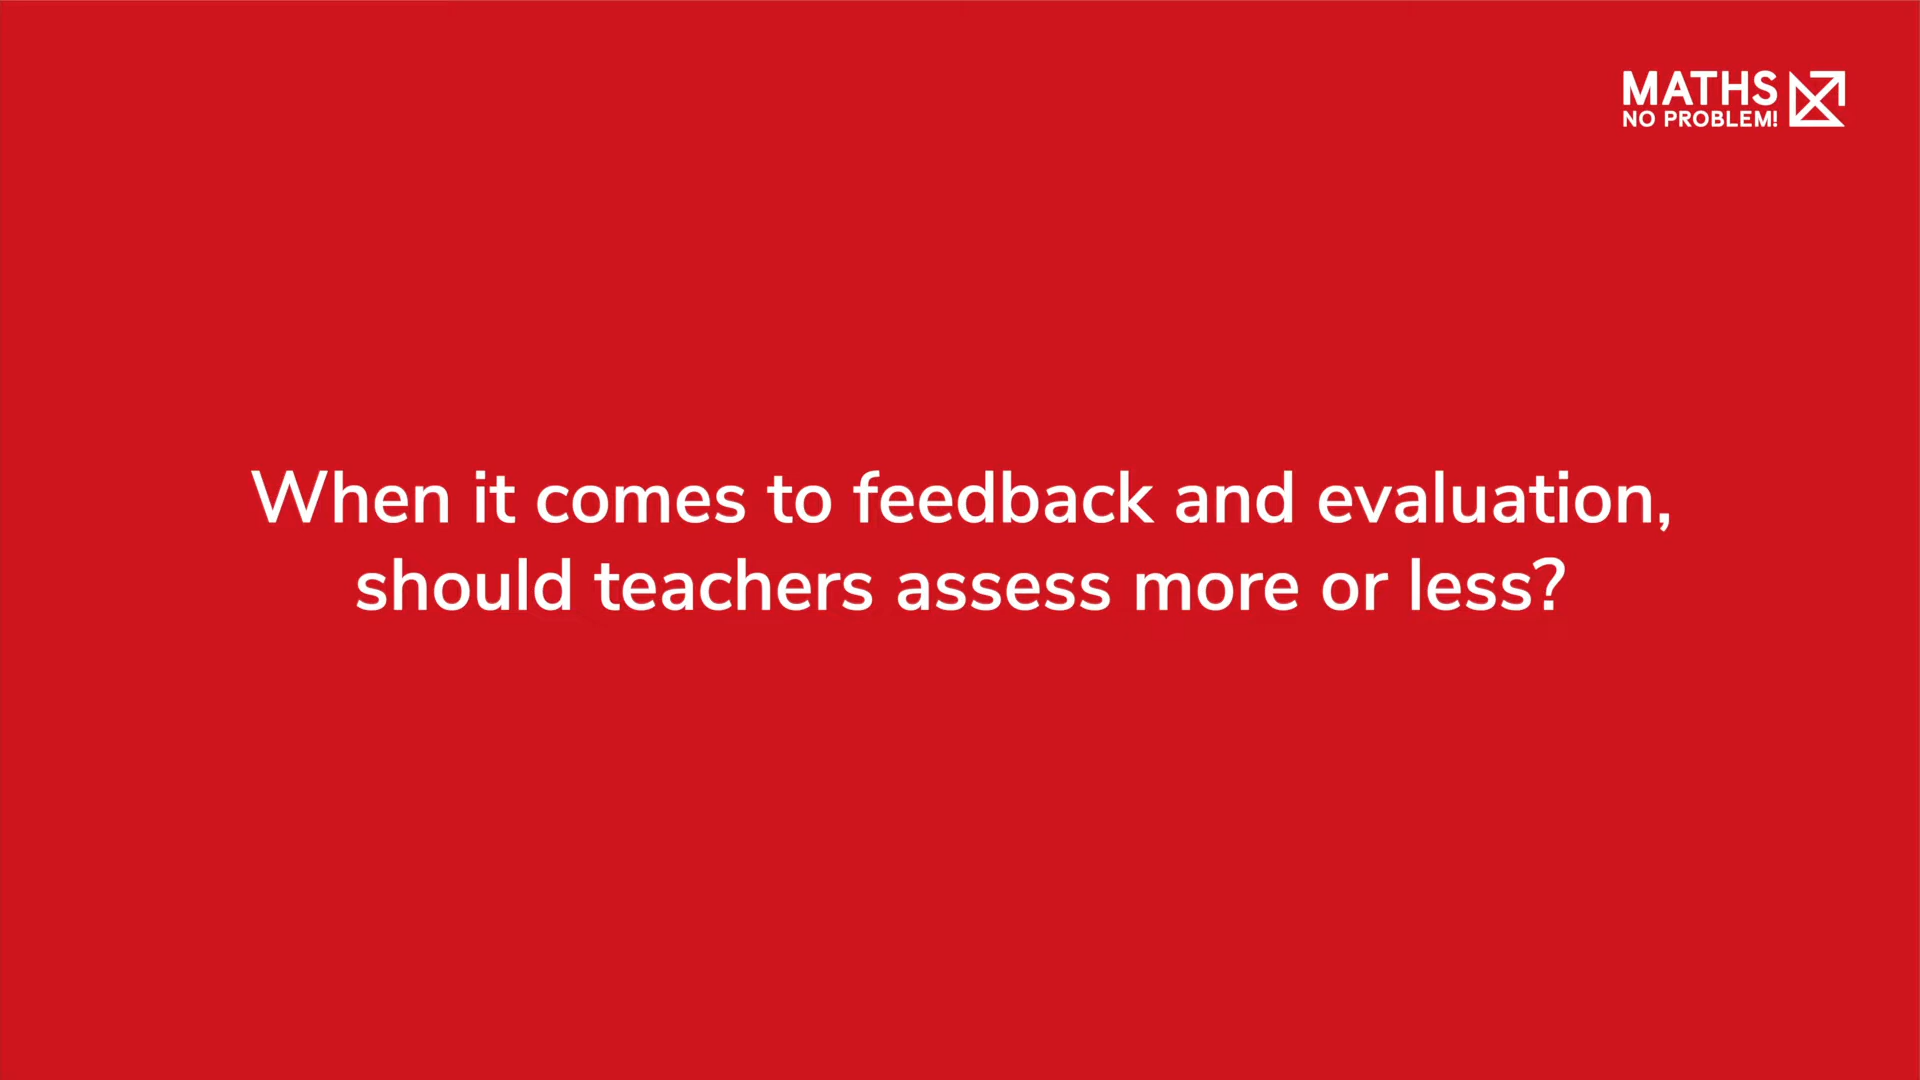 MATHS
NO PROBLEM!
When it comes to feedback and evaluation,
should teachers assess more or less?